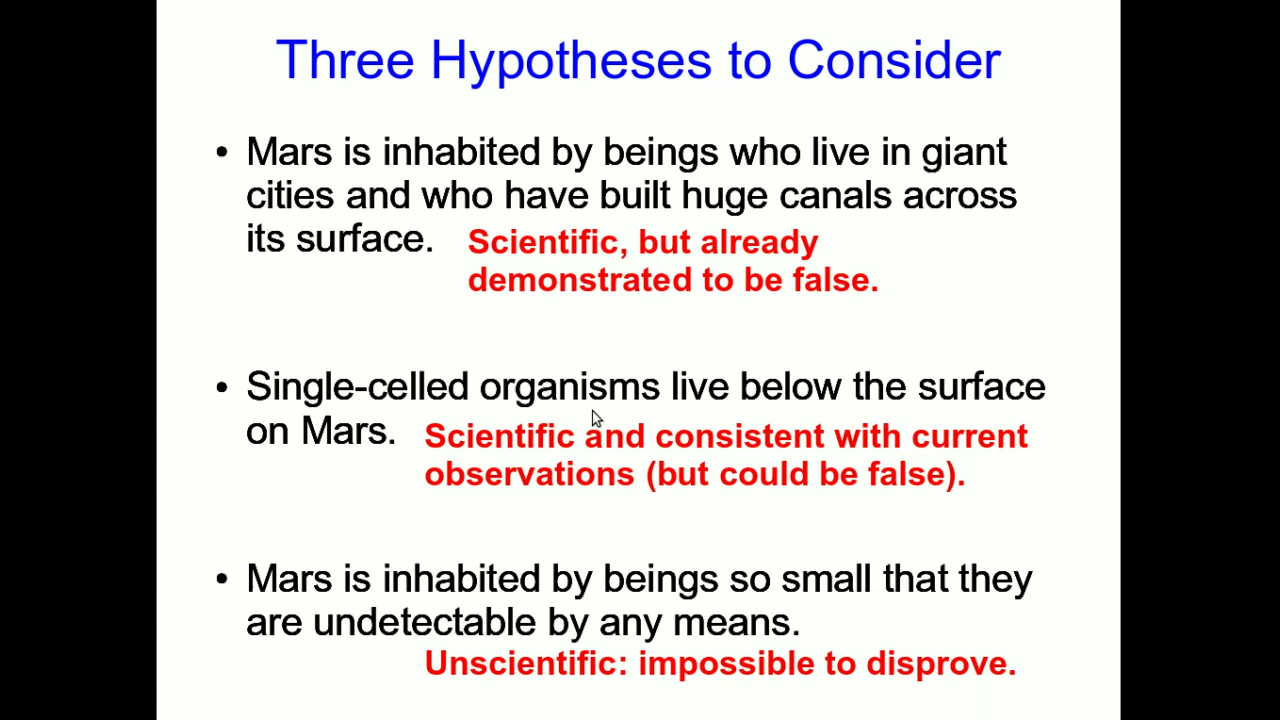 Three Hypotheses to Consider
• Mars is inhabited by beings who live in giant
cities and who have built huge canals across
its surface. Scientific, but already
demonstrated to be false.
• Single-celled organisms live below the surface
on Mars. Scientific and consistent with current
observations (but could be false).
• Mars is inhabited by beings so small that they
are undetectable by any means.
Unscientific: impossible to disprove.